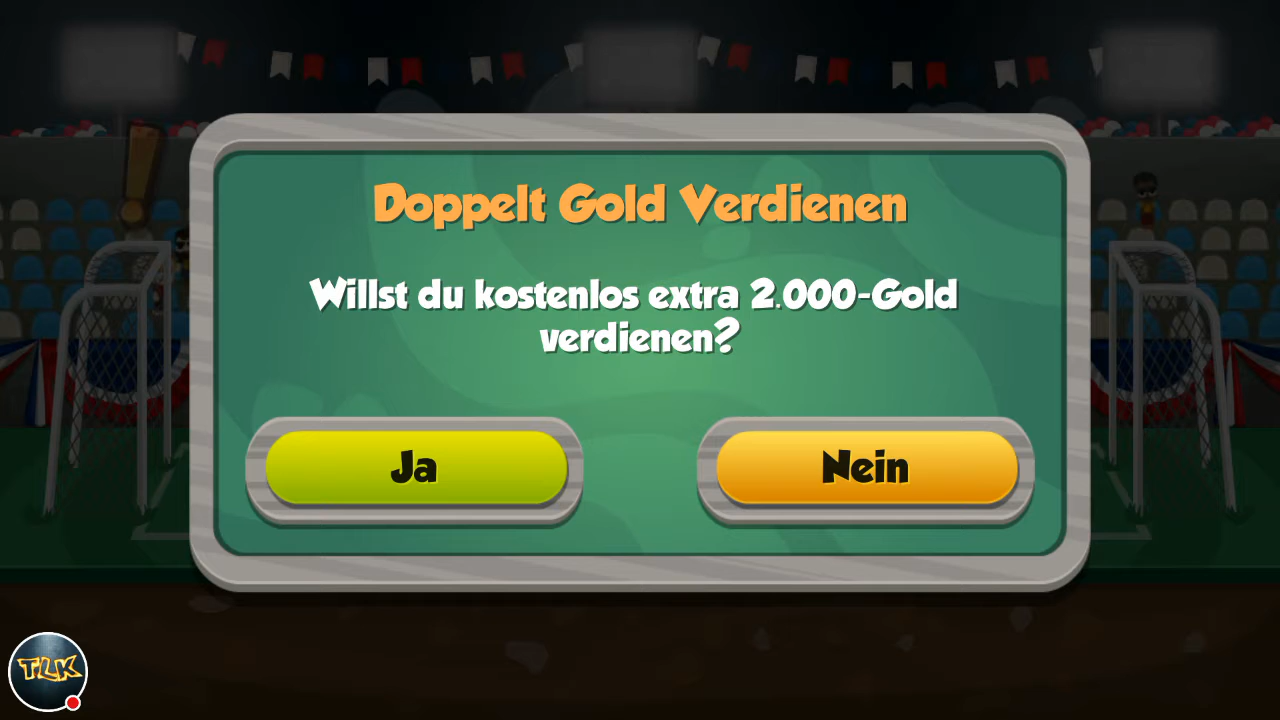 Doppelt Gold Verdienen
Willst du kostenlos extra 2.000-Gold
verdienen?
Ja
Nein
TLK